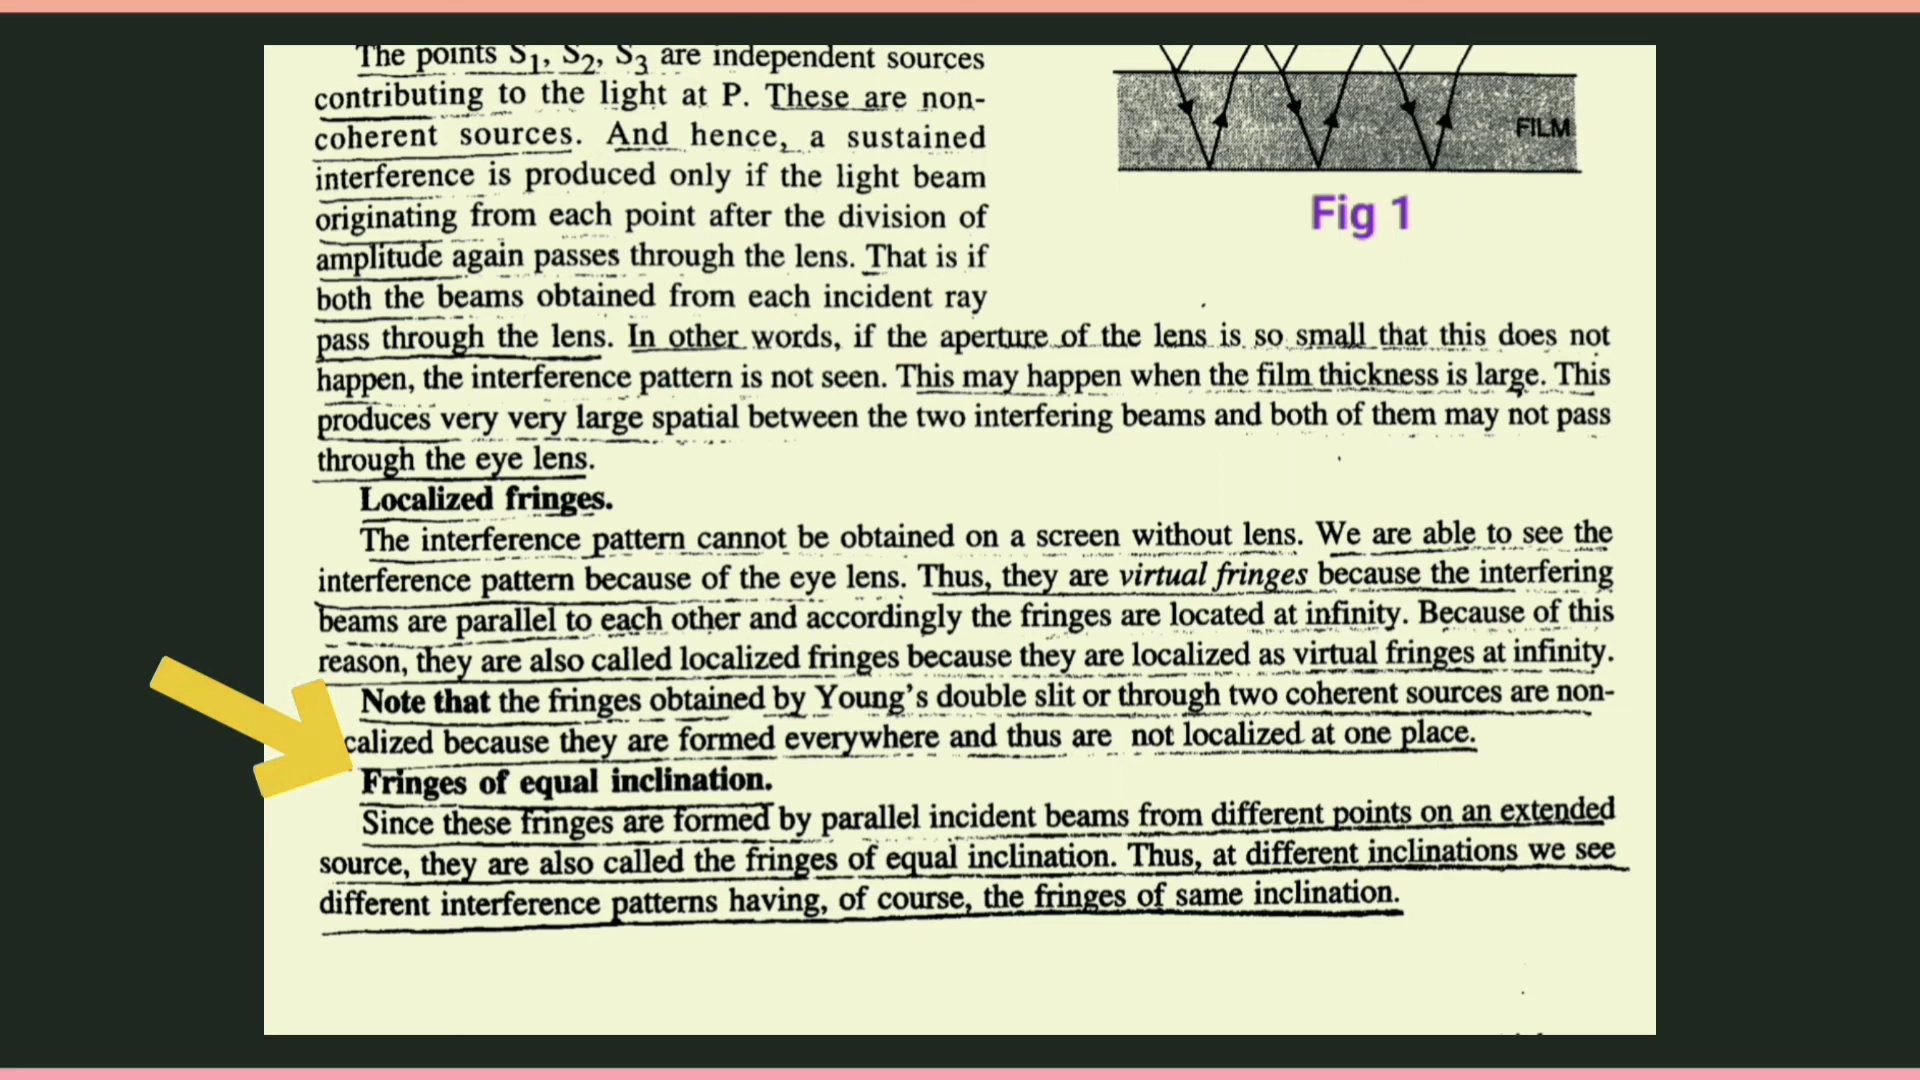 The points S1, S2, S3 are independent sources
contributing to the light at P. These are non-
coherent sources. And hence, a sustained
interference is produced only if the light beam
originating from each point after the division of
amplitude again passes through the lens. That is if
both the beams obtained from each incident ray
pass through the lens. In other words, if the aperture of the lens is so small that this does not
happen, the interference pattern is not seen. This may happen when the film thickness is large. This
produces very very large spatial between the two interfering beams and both of them may not pass
through the eye lens.
FILM
Fig 1
Localized fringes.
The interference pattern cannot be obtained on a screen without lens. We are able to see the
interference pattern because of the eye lens. Thus, they are virtual fringes because the interfering
beams are parallel to each other and accordingly the fringes are located at infinity. Because of this
reason, they are also called localized fringes because they are localized as virtual fringes at infinity.
Note that the fringes obtained by Young's double slit or through two coherent sources are non-
calized because they are formed everywhere and thus are not localized at one place.
Fringes of equal inclination.
Since these fringes are formed by parallel incident beams from different points on an extended
source, they are also called the fringes of equal inclination. Thus, at different inclinations we see
different interference patterns having, of course, the fringes of same inclination.